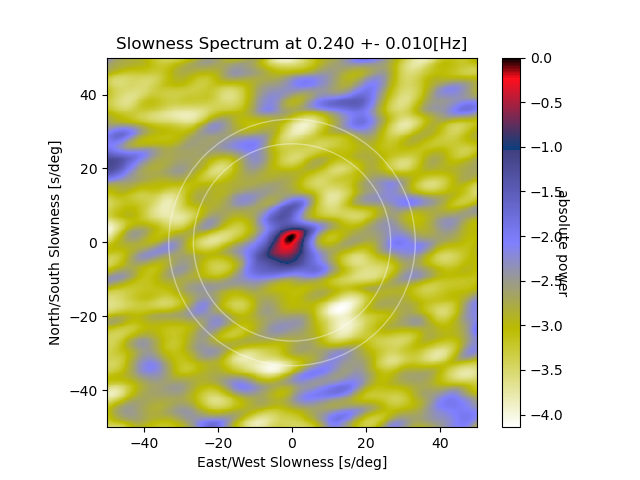 Slowness Spectrum at 0.240 +- 0.010[Hz]
North/South Slowness [s/deg]
40
20
0
−20
−40
−40 −20 0 20 40
East/West Slowness [s/deg]
0.0
−0.5
−1.0
−1.5
−2.0
−2.5
−3.0
−3.5
−4.0
absolute power